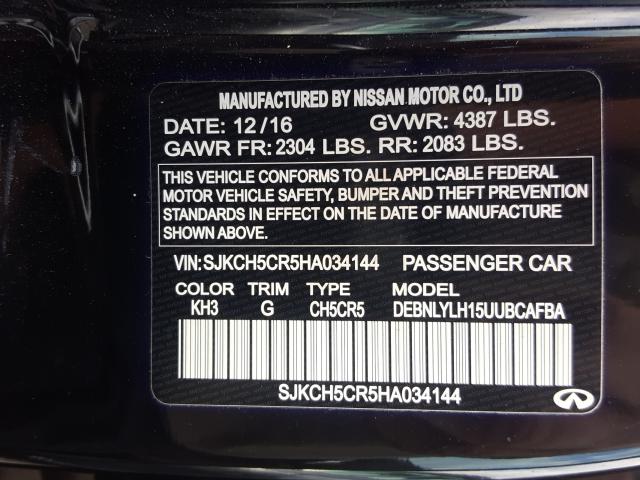 MANUFACTURED BY NISSAN MOTOR CO., LTD
DATE: 12/16 GVWR: 4387 LBS.
GAWR FR: 2304 LBS. RR: 2083 LBS.
THIS VEHICLE CONFORMS TO ALL APPLICABLE FEDERAL
MOTOR VEHICLE SAFETY, BUMPER AND THEFT PREVENTION
STANDARDS IN EFFECT ON THE DATE OF MANUFACTURE
SHOWN ABOVE.
VIN: SJKCH5CR5HA034144 PASSENGER CAR
COLOR TRIM TYPE MODEL
KH3 G CH5CR5 DEBNLYLH15UUBCAFBA
SJKCH5CR5HA034144